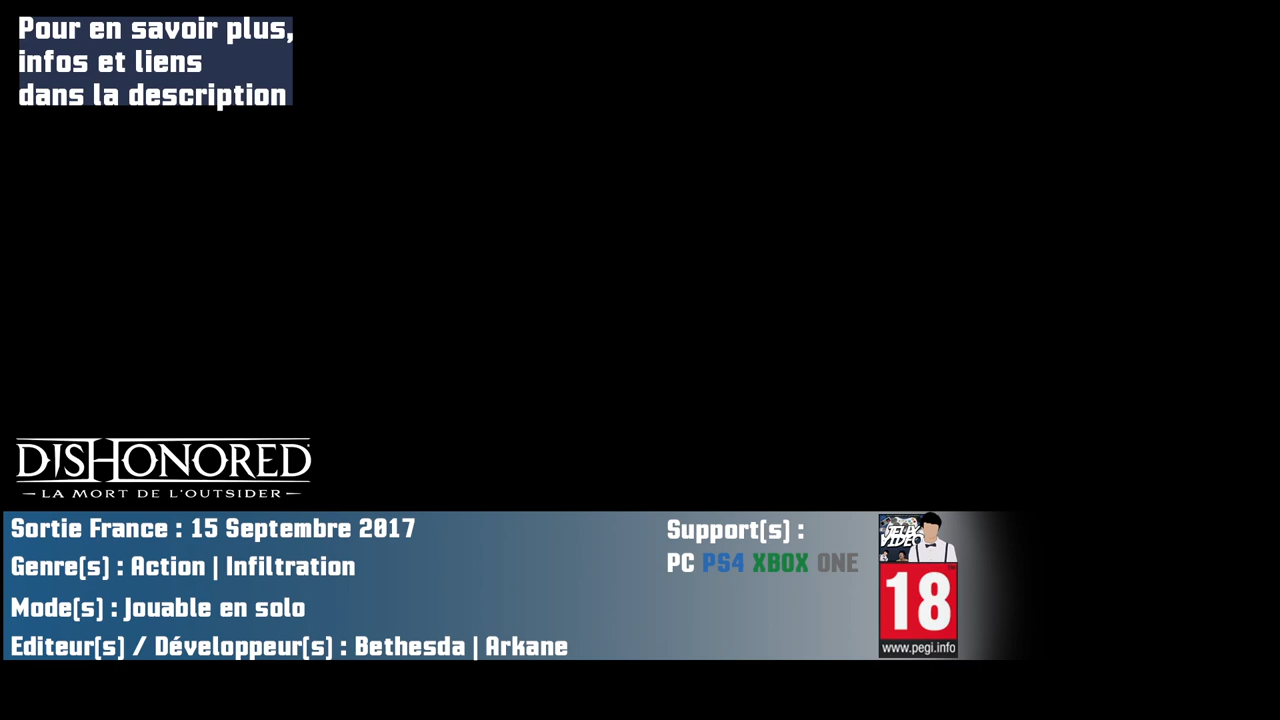 Pour en savoir plus,
infos et liens
dans la description
DISHONORED
LA MORT DE L'OUTSIDER
Sortie France : 15 Septembre 2017
Genre(s) : Action | Infiltration
Mode(s) : Jouable en solo
Editeur(s) / Développeur(s) : Bethesda | Arkane
Support(s) :
PC PS4 XBOX ONE
JEUX
VIDEO
18
www.pegi.info